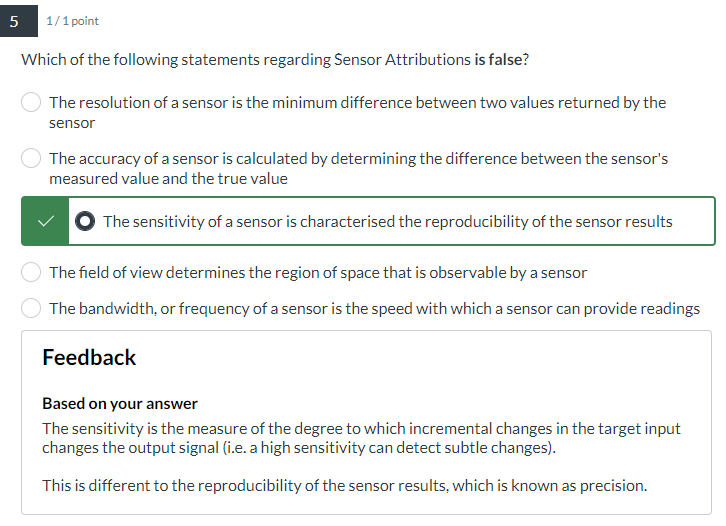 5
1 / 1 point
Which of the following statements regarding Sensor Attributions is false?
The resolution of a sensor is the minimum difference between two values returned by the
sensor
The accuracy of a sensor is calculated by determining the difference between the sensor's
measured value and the true value
The sensitivity of a sensor is characterised the reproducibility of the sensor results
The field of view determines the region of space that is observable by a sensor
The bandwidth, or frequency of a sensor is the speed with which a sensor can provide readings
Feedback
Based on your answer
The sensitivity is the measure of the degree to which incremental changes in the target input
changes the output signal (i.e. a high sensitivity can detect subtle changes).
This is different to the reproducibility of the sensor results, which is known as precision.